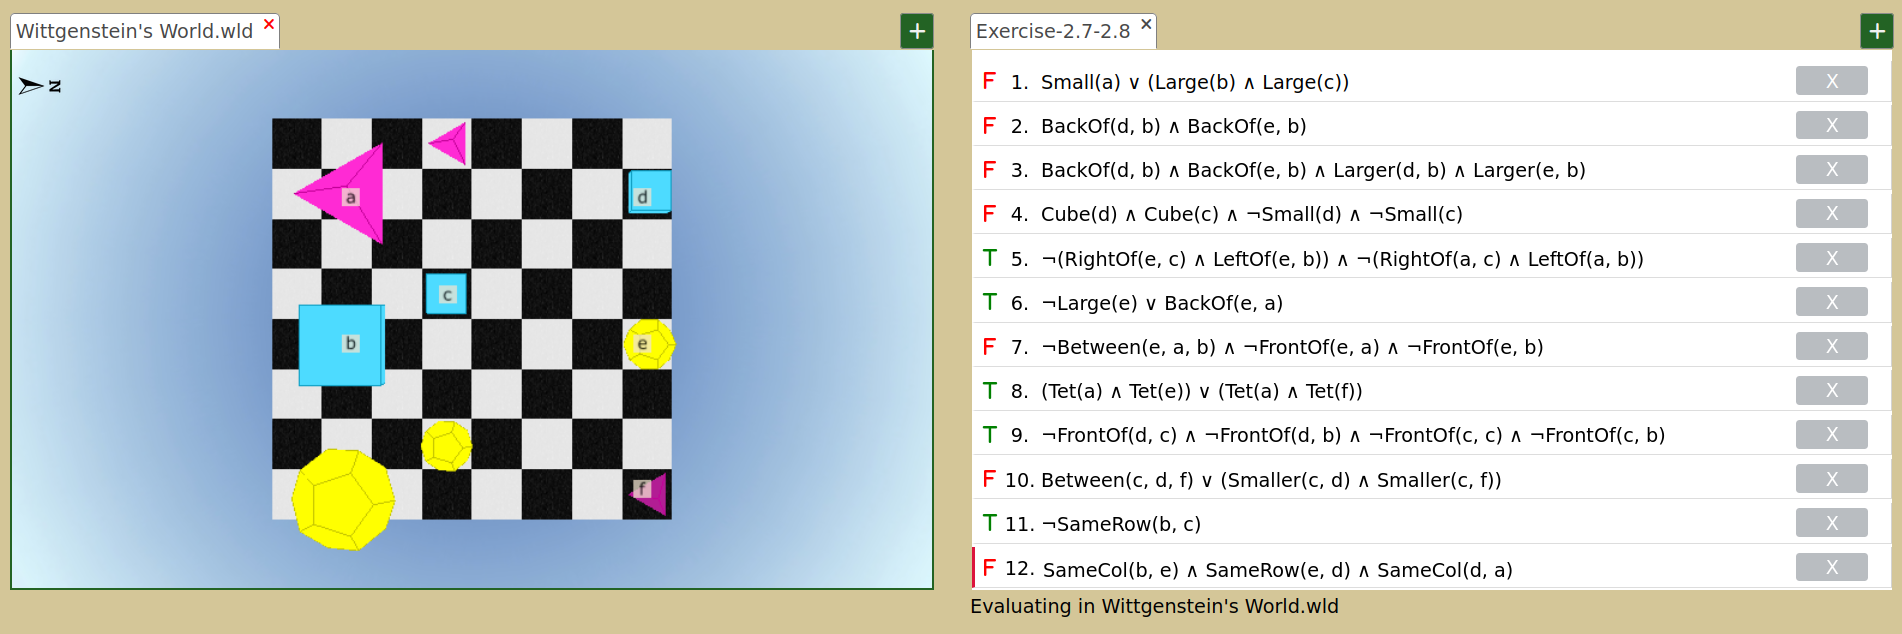 Wittgenstein's World.wld ×
+
N
a
d
c
b
e
f
Exercise-2.7-2.8 ×
+
F 1. Small(a) ∨ (Large(b) ∧ Large(c)) X
F 2. BackOf(d, b) ∧ BackOf(e, b) X
F 3. BackOf(d, b) ∧ BackOf(e, b) ∧ Larger(d, b) ∧ Larger(e, b) X
F 4. Cube(d) ∧ Cube(c) ∧ ¬Small(d) ∧ ¬Small(c) X
T 5. ¬(RightOf(e, c) ∧ LeftOf(e, b)) ∧ ¬(RightOf(a, c) ∧ LeftOf(a, b)) X
T 6. ¬Large(e) ∨ BackOf(e, a) X
F 7. ¬Between(e, a, b) ∧ ¬FrontOf(e, a) ∧ ¬FrontOf(e, b) X
T 8. (Tet(a) ∧ Tet(e)) ∨ (Tet(a) ∧ Tet(f)) X
T 9. ¬FrontOf(d, c) ∧ ¬FrontOf(d, b) ∧ ¬FrontOf(c, c) ∧ ¬FrontOf(c, b) X
F 10. Between(c, d, f) ∨ (Smaller(c, d) ∧ Smaller(c, f)) X
T 11. ¬SameRow(b, c) X
F 12. SameCol(b, e) ∧ SameRow(e, d) ∧ SameCol(d, a) X
Evaluating in Wittgenstein's World.wld